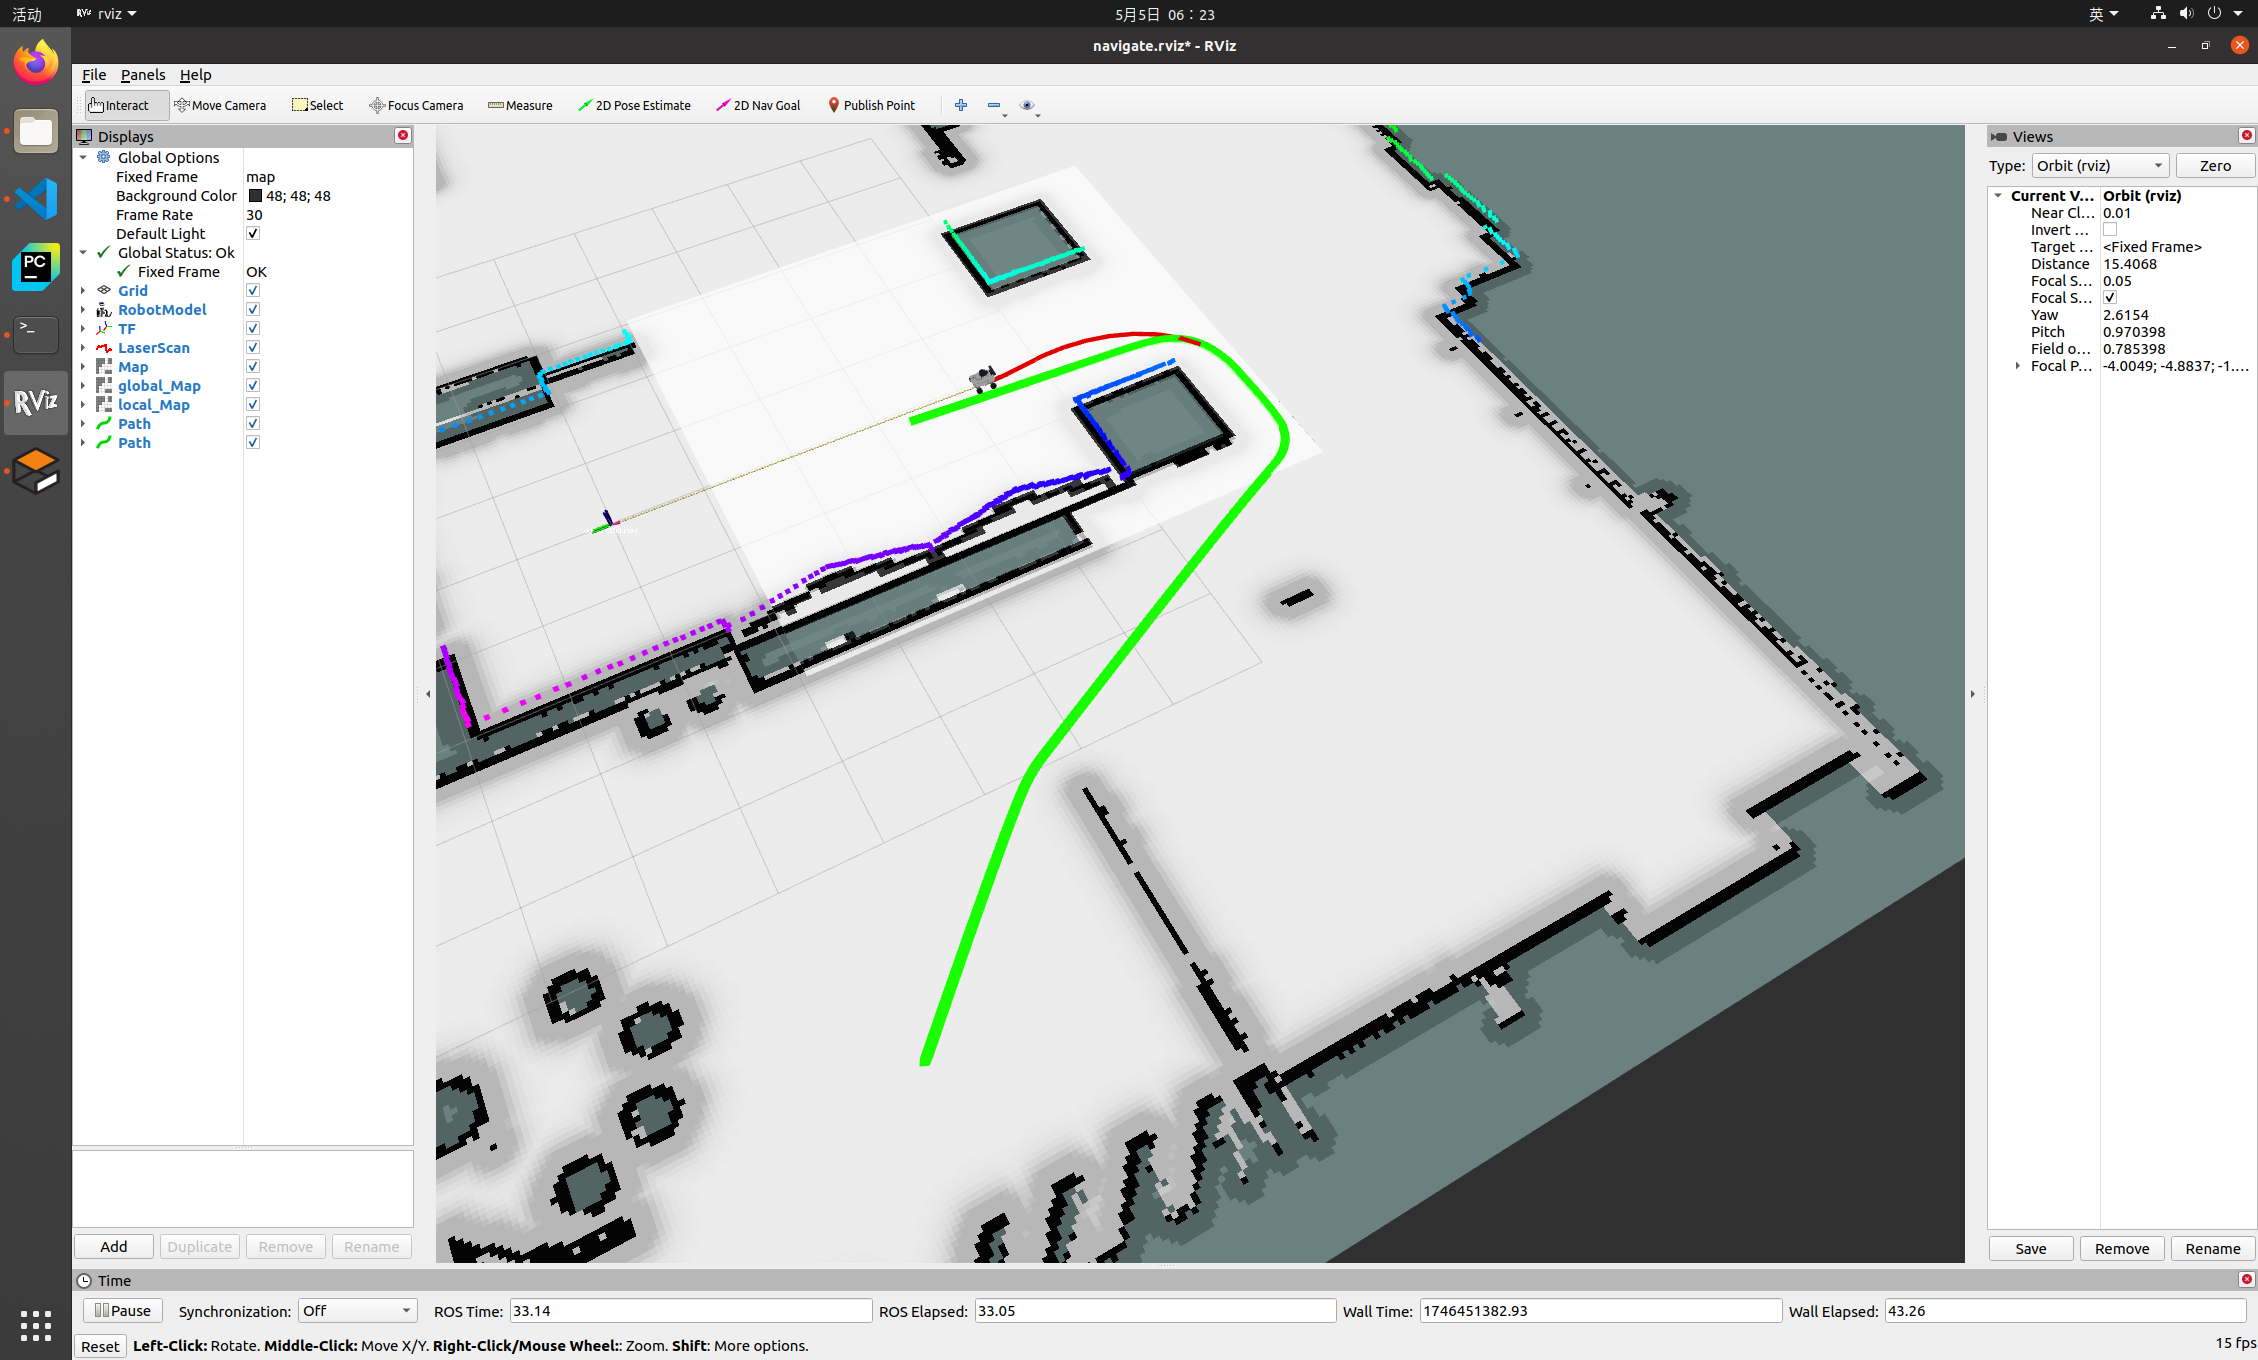 活动
rviz
5月5日 06：23
英
navigate.rviz* - RViz
File Panels Help
Interact Move Camera Select Focus Camera Measure 2D Pose Estimate 2D Nav Goal Publish Point
Displays
Global Options
Fixed Frame map
Background Color 48; 48; 48
Frame Rate 30
Default Light
Global Status: Ok
Fixed Frame OK
Grid
RobotModel
TF
LaserScan
Map
global_Map
local_Map
Path
Path
Add Duplicate Remove Rename
PC
>_
RViz
Views
Type: Orbit (rviz) Zero
Current V... Orbit (rviz)
Near Cl... 0.01
Invert ...
Target ... <Fixed Frame>
Distance 15.4068
Focal S... 0.05
Focal S...
Yaw 2.6154
Pitch 0.970398
Field o... 0.785398
Focal P... -4.0049; -4.8837; -1....
Save Remove Rename
Time
Pause Synchronization: Off ROS Time: 33.14 ROS Elapsed: 33.05 Wall Time: 1746451382.93 Wall Elapsed: 43.26
Reset Left-Click: Rotate. Middle-Click: Move X/Y. Right-Click/Mouse Wheel:: Zoom. Shift: More options. 15 fps